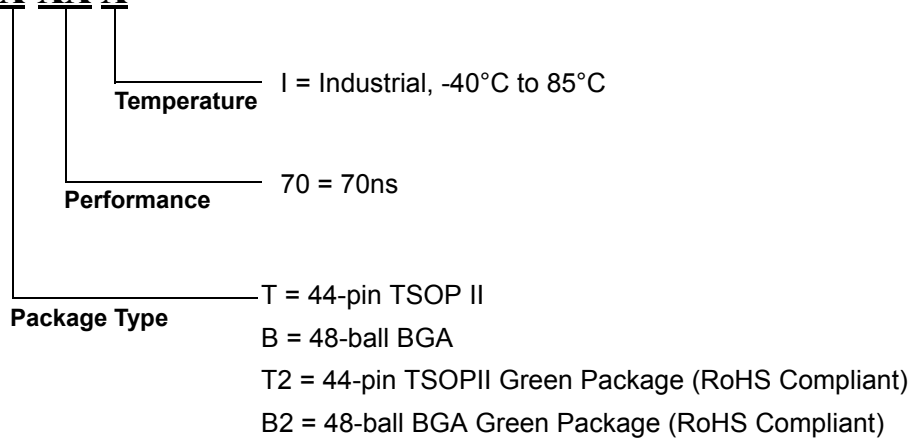 I = Industrial, -40°C to 85°C
Temperature
70 = 70ns
Performance
T = 44-pin TSOP II
Package Type
B = 48-ball BGA
T2 = 44-pin TSOPII Green Package (RoHS Compliant)
B2 = 48-ball BGA Green Package (RoHS Compliant)